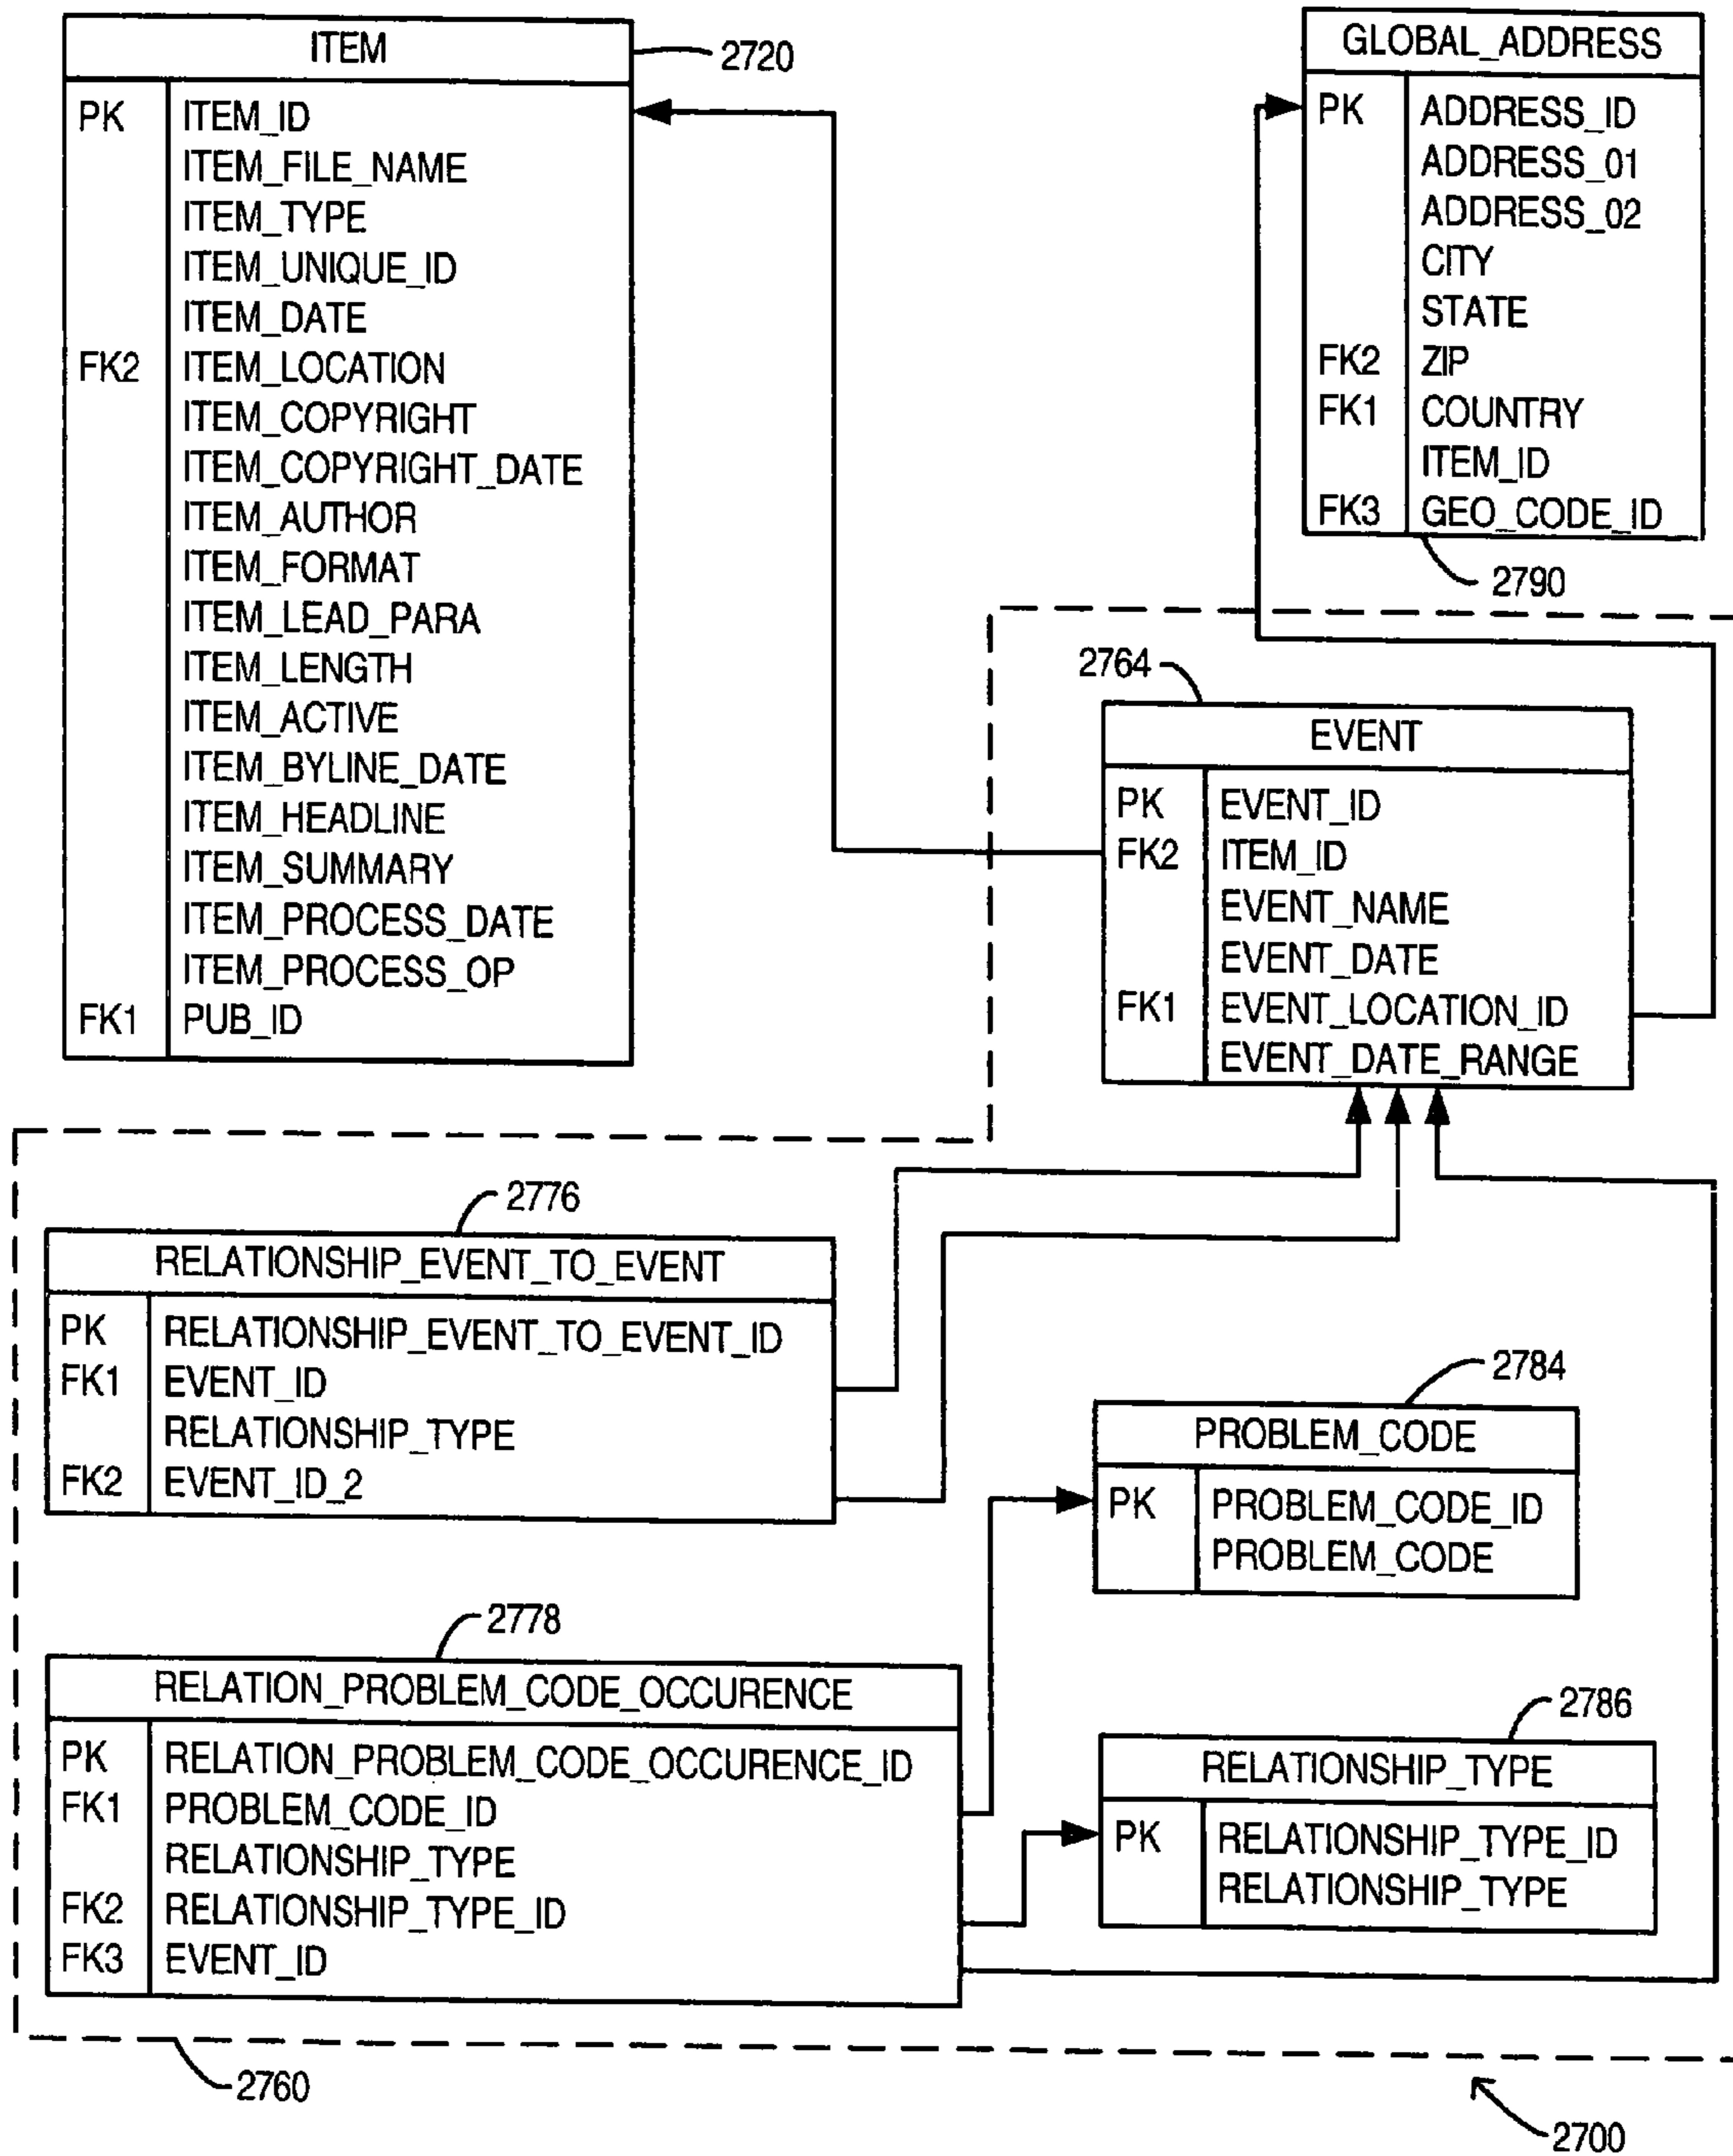 ITEM
2720
PK ITEM_ID
ITEM_FILE_NAME
ITEM_TYPE
ITEM_UNIQUE_ID
ITEM_DATE
FK2 ITEM_LOCATION
ITEM_COPYRIGHT
ITEM_COPYRIGHT_DATE
ITEM_AUTHOR
ITEM_FORMAT
ITEM_LEAD_PARA
ITEM_LENGTH
ITEM_ACTIVE
ITEM_BYLINE_DATE
ITEM_HEADLINE
ITEM_SUMMARY
ITEM_PROCESS_DATE
ITEM_PROCESS_OP
FK1 PUB_ID
GLOBAL_ADDRESS
PK ADDRESS_ID
ADDRESS_01
ADDRESS_02
CITY
STATE
FK2 ZIP
FK1 COUNTRY
ITEM_ID
FK3 GEO_CODE_ID
2790
2764
EVENT
PK EVENT_ID
FK2 ITEM_ID
EVENT_NAME
EVENT_DATE
FK1 EVENT_LOCATION_ID
EVENT_DATE_RANGE
2776
RELATIONSHIP_EVENT_TO_EVENT
PK RELATIONSHIP_EVENT_TO_EVENT_ID
FK1 EVENT_ID
RELATIONSHIP_TYPE
FK2 EVENT_ID_2
2784
PROBLEM_CODE
PK PROBLEM_CODE_ID
PROBLEM_CODE
2778
RELATION_PROBLEM_CODE_OCCURENCE
PK RELATION_PROBLEM_CODE_OCCURENCE_ID
FK1 PROBLEM_CODE_ID
RELATIONSHIP_TYPE
FK2 RELATIONSHIP_TYPE_ID
FK3 EVENT_ID
2786
RELATIONSHIP_TYPE
PK RELATIONSHIP_TYPE_ID
RELATIONSHIP_TYPE
2760
2700